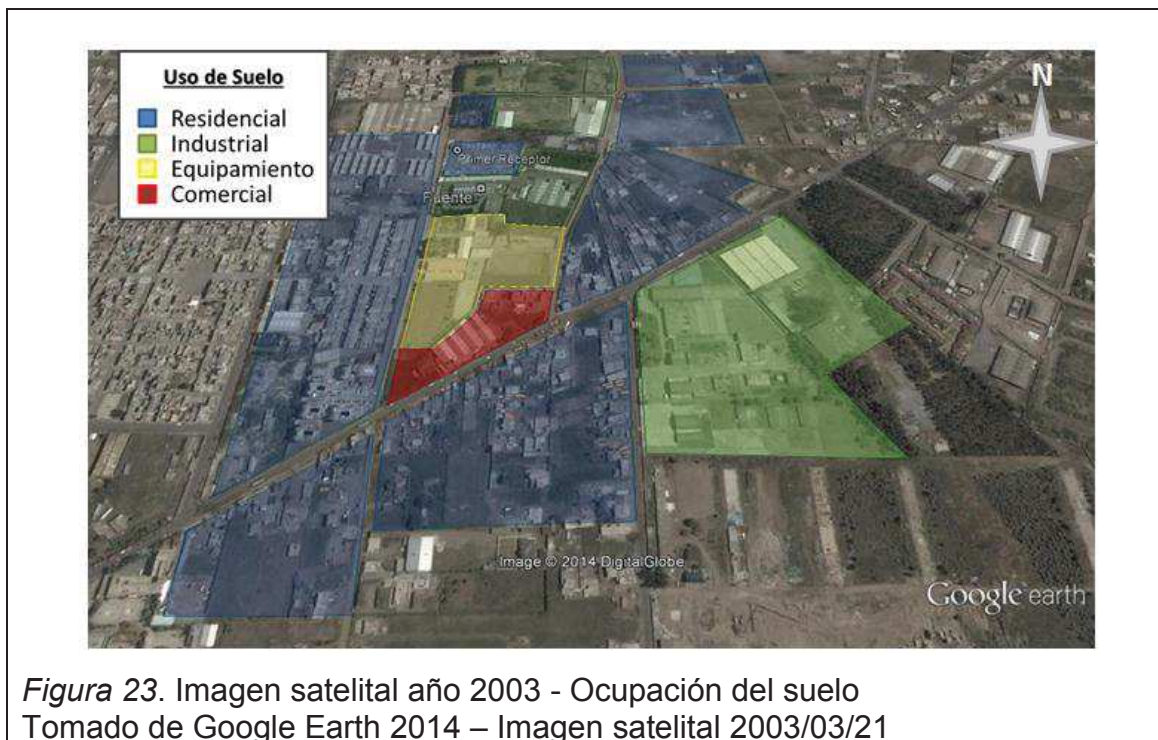 Uso de Suelo
Residencial
Industrial
Equipamiento
Comercial
N
Primer Receptor
Fuente
Image © 2014 DigitalGlobe
Google earth
Figura 23. Imagen satelital año 2003 - Ocupación del suelo
Tomado de Google Earth 2014 – Imagen satelital 2003/03/21